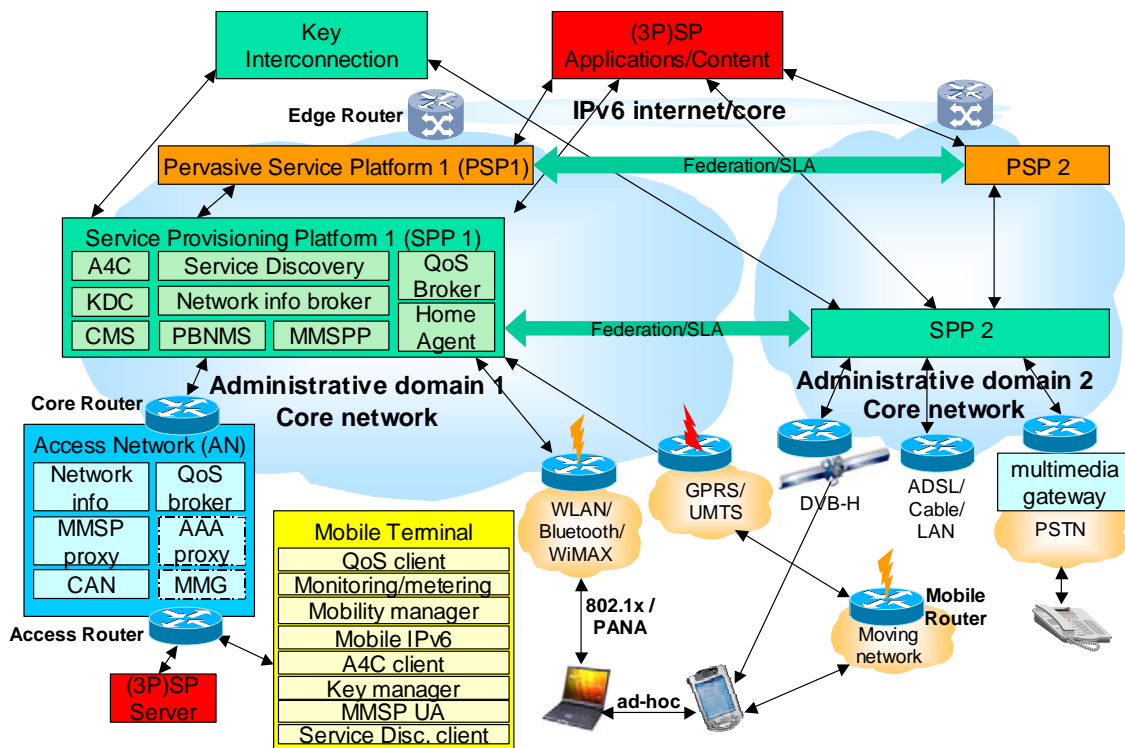 Key
Interconnection
(3P)SP
Applications/Content
IPv6 internet/core
Edge Router
Pervasive Service Platform 1 (PSP1)
Federation/SLA
PSP 2
Service Provisioning Platform 1 (SPP 1)
A4C
Service Discovery
QoS
Broker
KDC
Network info broker
CMS
PBNMS
MMSPP
Home
Agent
Federation/SLA
SPP 2
Administrative domain 1
Core network
Administrative domain 2
Core network
Core Router
Access Network (AN)
Network
info
QoS
broker
MMSP
proxy
AAA
proxy
CAN
MMG
Access Router
(3P)SP
Server
Mobile Terminal
QoS client
Monitoring/metering
Mobility manager
Mobile IPv6
A4C client
Key manager
MMSP UA
Service Disc. client
WLAN/
Bluetooth/
WiMAX
GPRS/
UMTS
DVB-H
ADSL/
Cable/
LAN
multimedia
gateway
PSTN
802.1x /
PANA
Mobile
Router
Moving
network
ad-hoc